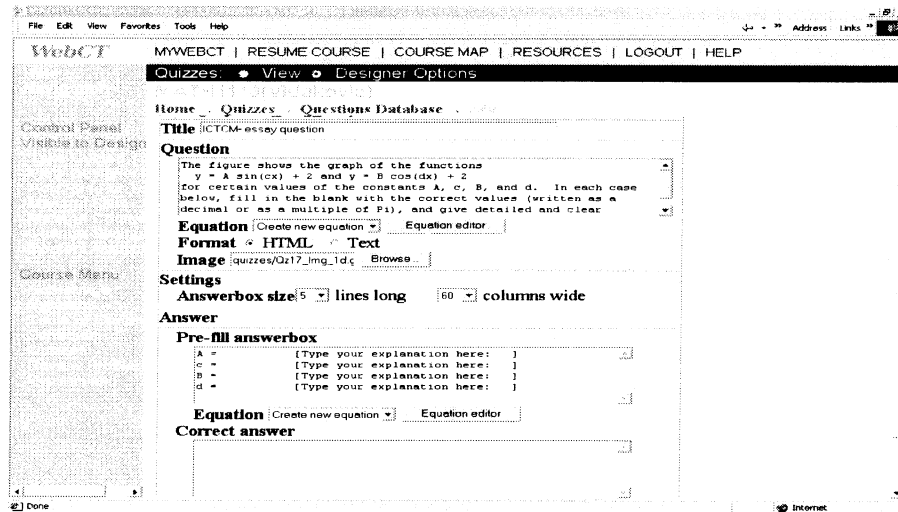 File Edit View Favorites Tools Help Address Links
WebCT MYWEBCT | RESUME COURSE | COURSE MAP | RESOURCES | LOGOUT | HELP
Quizzes: View Designer Options
Home . Quizzes . Questions Database .
Control Panel
Visible to Design
Title ICTCM- essay question
Question
The figure shows the graph of the functions
y = A sin(cx) + 2 and y = B cos(dx) + 2
for certain values of the constants A, c, B, and d. In each case
below, fill in the blank with the correct values (written as a
decimal or as a multiple of Pi), and give detailed and clear
Equation Create new equation Equation editor
Format HTML Text
Image quizzes/Qz17_Img_1d.g Browse...
Course Menu
Settings
Answerbox size 5 lines long 60 columns wide
Answer
Pre-fill answerbox
A = [Type your explanation here: ]
c = [Type your explanation here: ]
B = [Type your explanation here: ]
d = [Type your explanation here: ]
Equation Create new equation Equation editor
Correct answer
Done Internet